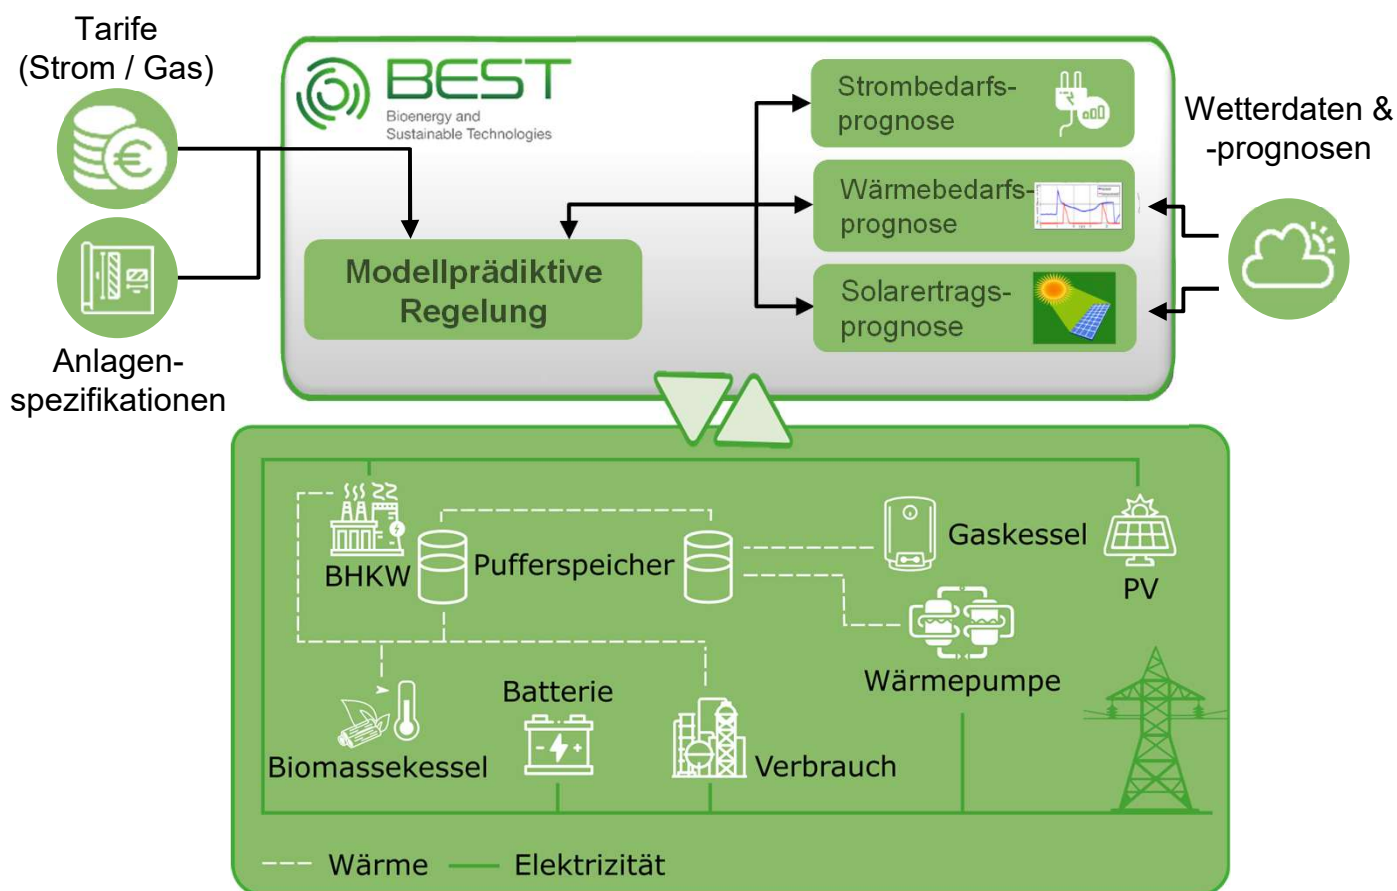 Tarife
(Strom / Gas)
BEST
Bioenergy and
Sustainable Technologies
Strombedarfs-
prognose
Wetterdaten &
-prognosen
Wärmebedarfs-
prognose
Modellprädiktive
Regelung
Solarertrags-
prognose
Anlagen-
spezifikationen
BHKW
Pufferspeicher
Gaskessel
PV
Wärmepumpe
Batterie
Biomassekessel
Verbrauch
Wärme
Elektrizität